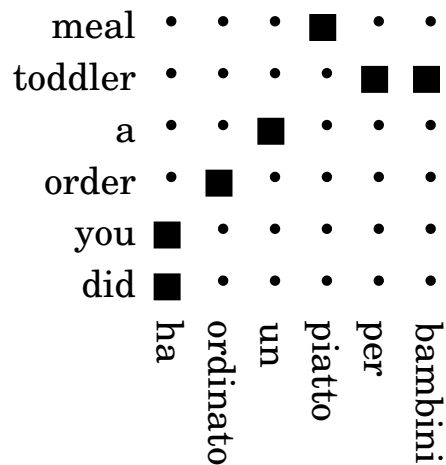 meal
toddler
a
order
you
did
ha
ordinato
un
piatto
per
bambini